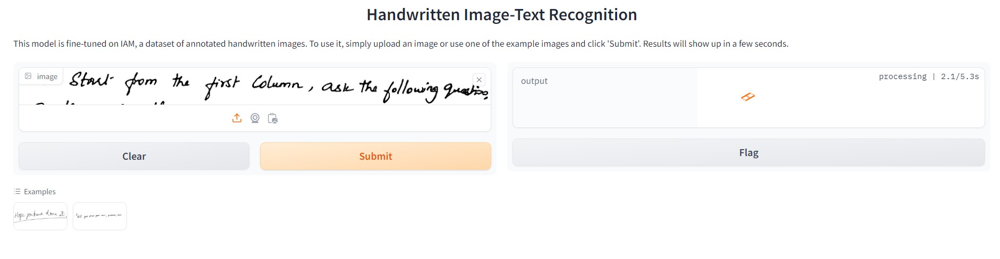 Handwritten Image-Text Recognition
This model is fine-tuned on IAM, a dataset of annotated handwritten images. To use it, simply upload an image or use one of the example images and click 'Submit'. Results will show up in a few seconds.
image
Start from the first Column, ask the following
output
processing | 2.1/5.3s
Clear
Submit
Flag
Examples
Hope you have done it